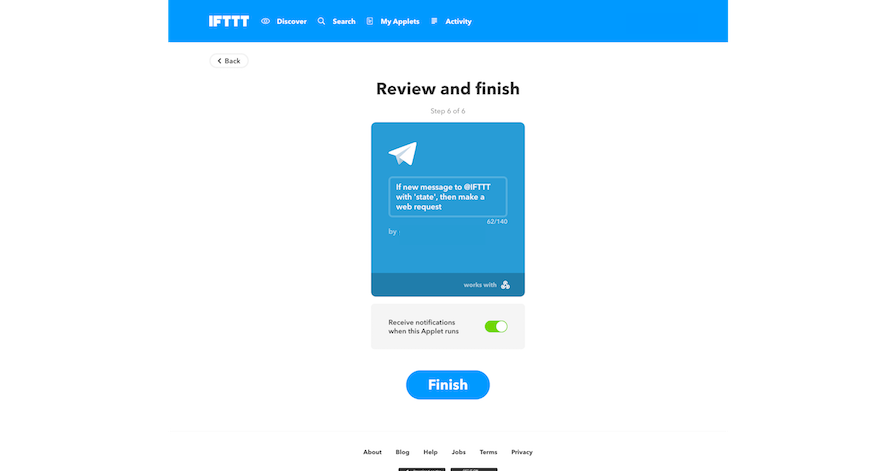 IFTTT Discover Search My Applets Activity
Back
Review and finish
Step 6 of 6
If new message to @IFTTT
with 'state', then make a
web request
62/140
by
works with
Receive notifications
when this Applet runs
Finish
About Blog Help Jobs Terms Privacy